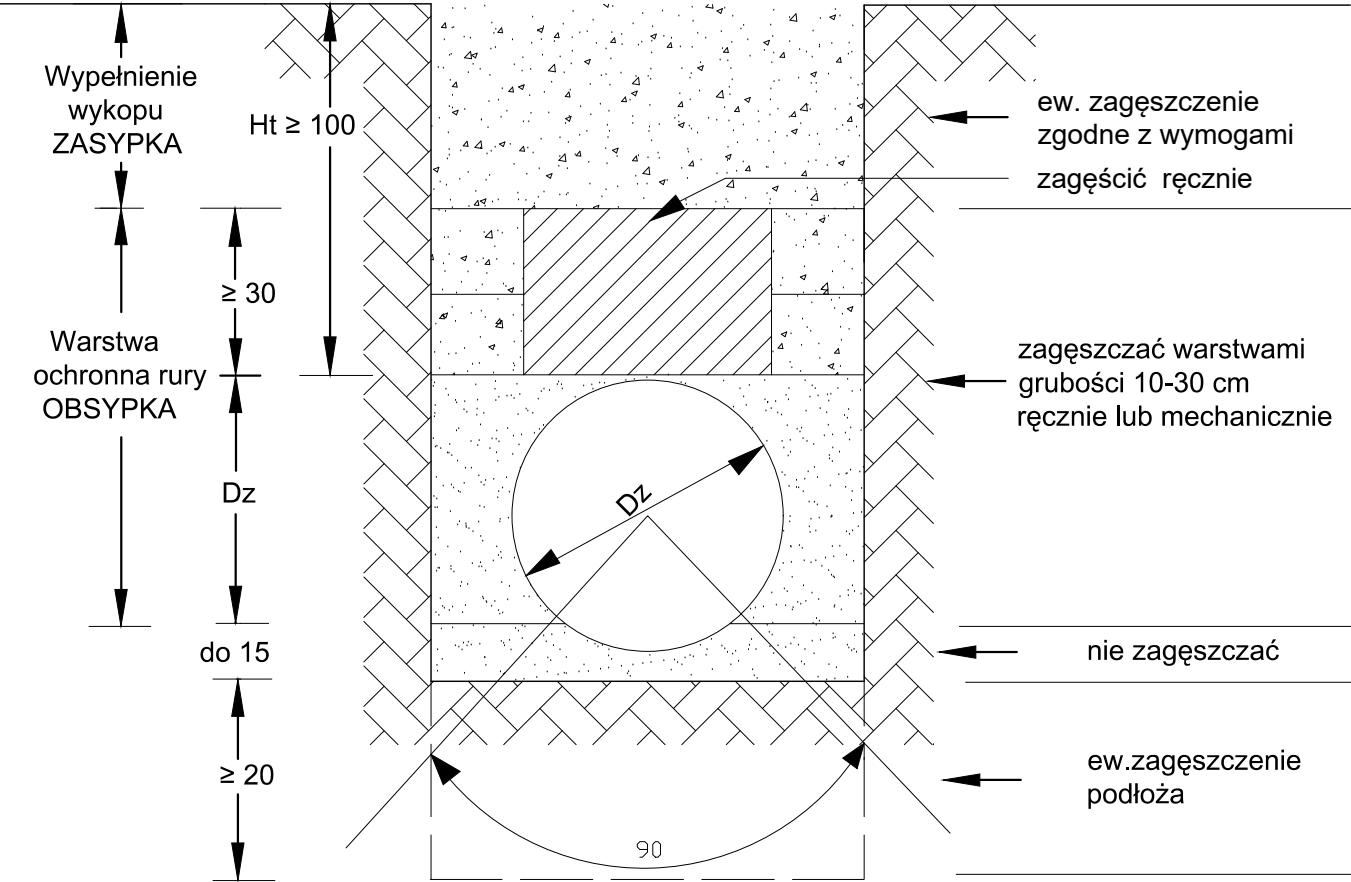 Wypełnienie
wykopu
ZASYPKA
Ht ≥ 100
ew. zagęszczenie
zgodne z wymogami
zagęścić ręcznie
≥ 30
Warstwa
ochronna rury
OBSYPKA
zagęszczać warstwami
grubości 10-30 cm
ręcznie lub mechanicznie
Dz
Dz
do 15
nie zagęszczać
≥ 20
ew.zagęszczenie
podłoża
90